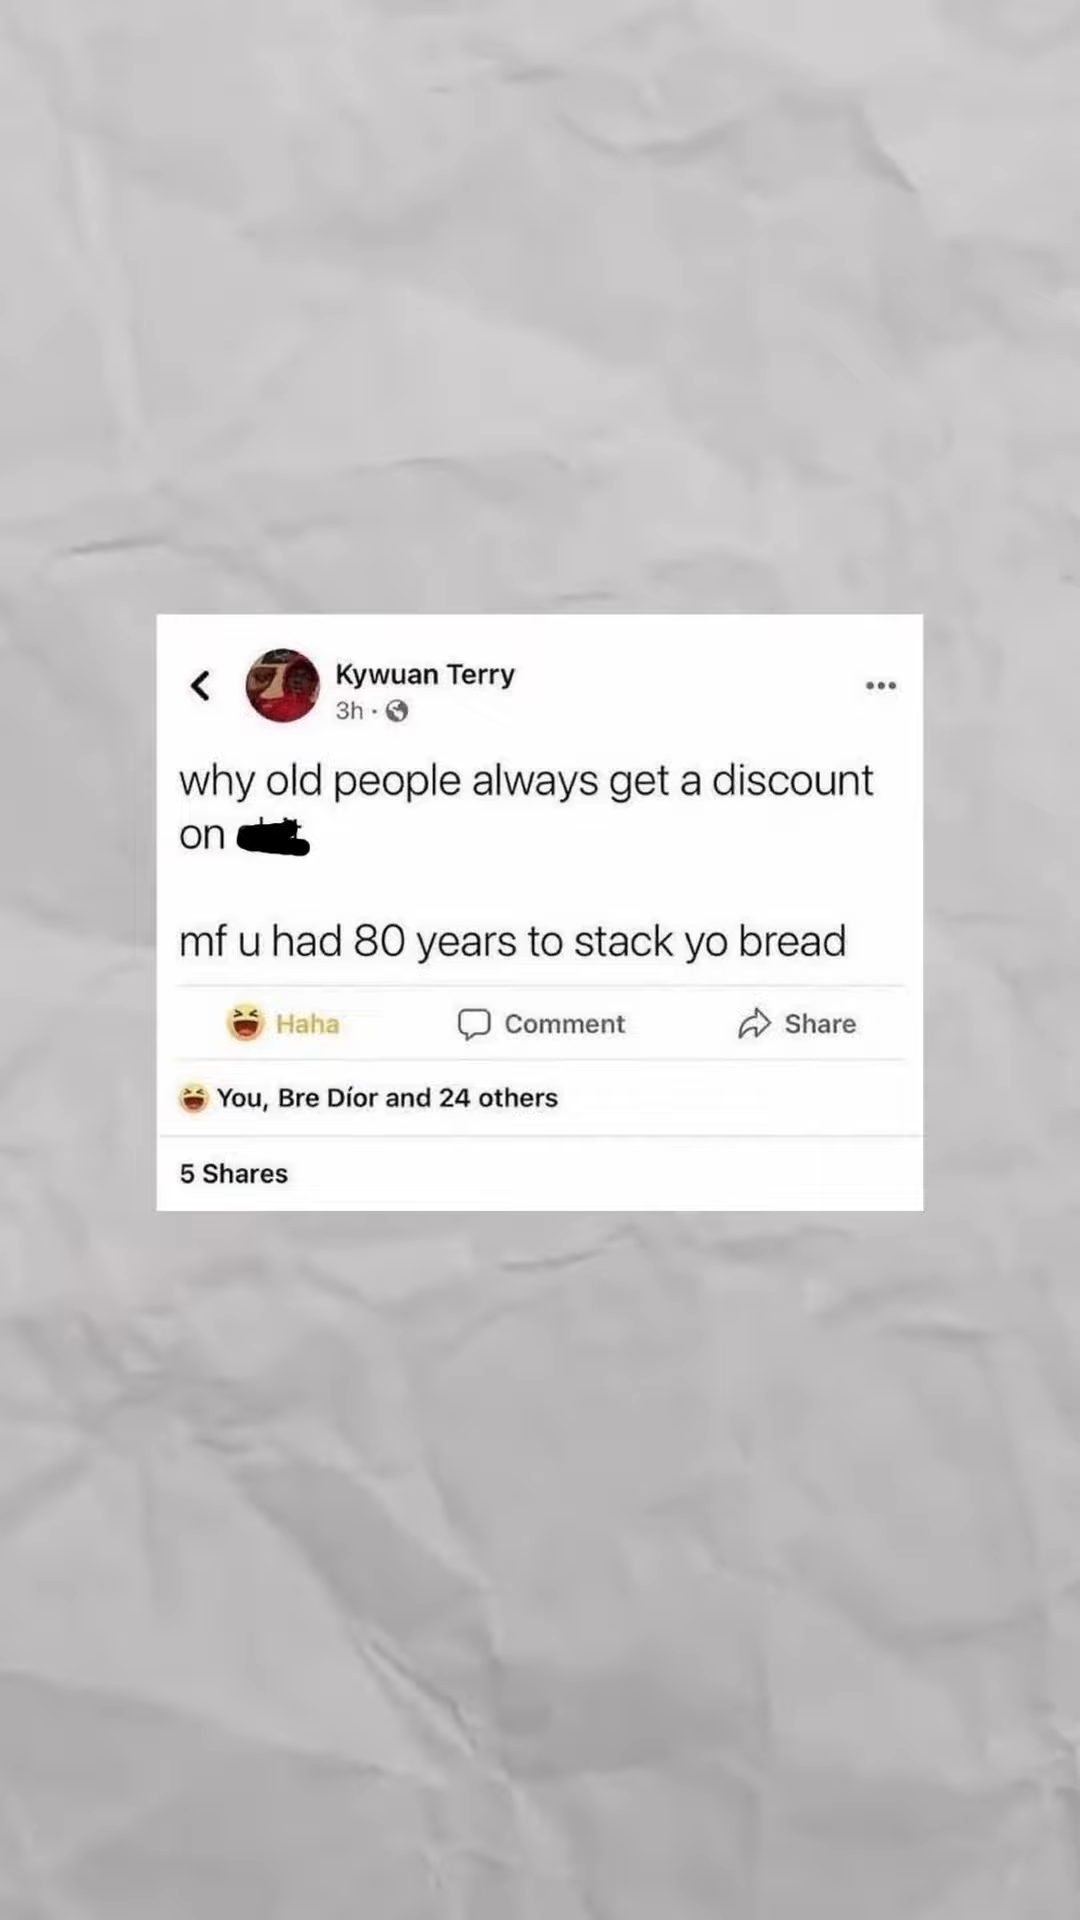 Kywuan Terry
3h ·
why old people always get a discount
on
mf u had 80 years to stack yo bread
Haha
Comment
Share
You, Bre Díor and 24 others
5 Shares